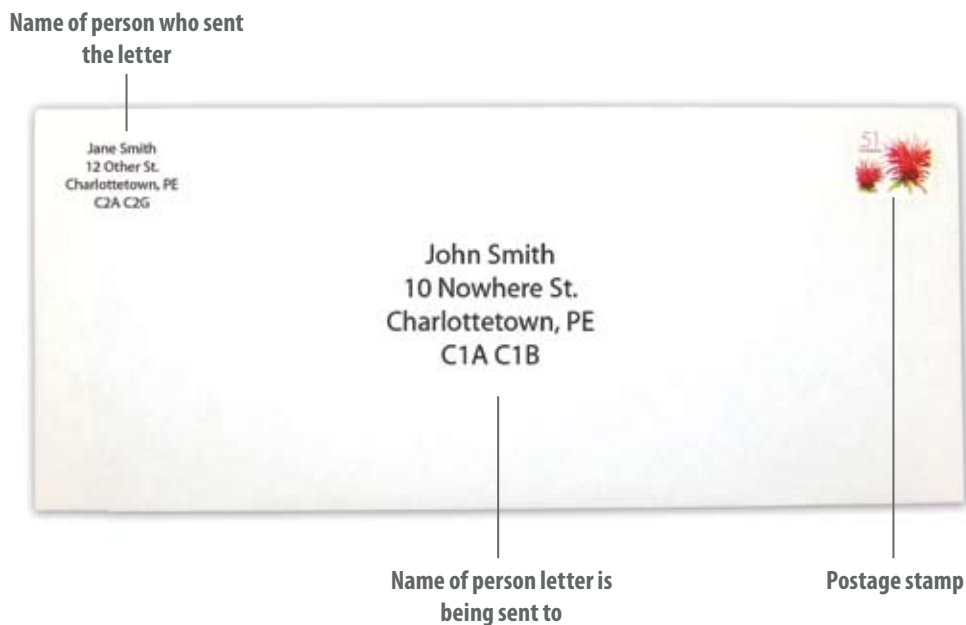 Name of person who sent
the letter
Jane Smith
12 Other St.
Charlottetown, PE
C2A C2G
51
John Smith
10 Nowhere St.
Charlottetown, PE
C1A C1B
Name of person letter is
being sent to
Postage stamp